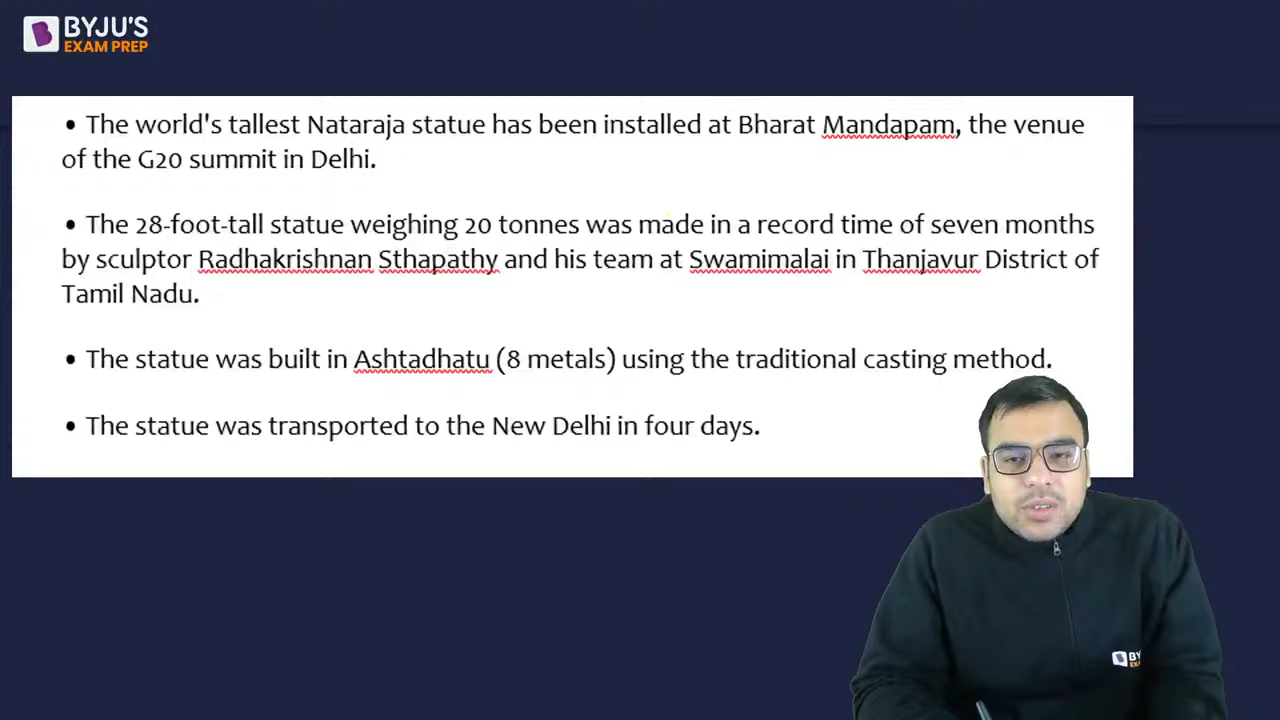 BYJU'S
EXAM PREP
• The world's tallest Nataraja statue has been installed at Bharat Mandapam, the venue
of the G20 summit in Delhi.
• The 28-foot-tall statue weighing 20 tonnes was made in a record time of seven months
by sculptor Radhakrishnan Sthapathy and his team at Swamimalai in Thanjavur District of
Tamil Nadu.
• The statue was built in Ashtadhatu (8 metals) using the traditional casting method.
• The statue was transported to the New Delhi in four days.